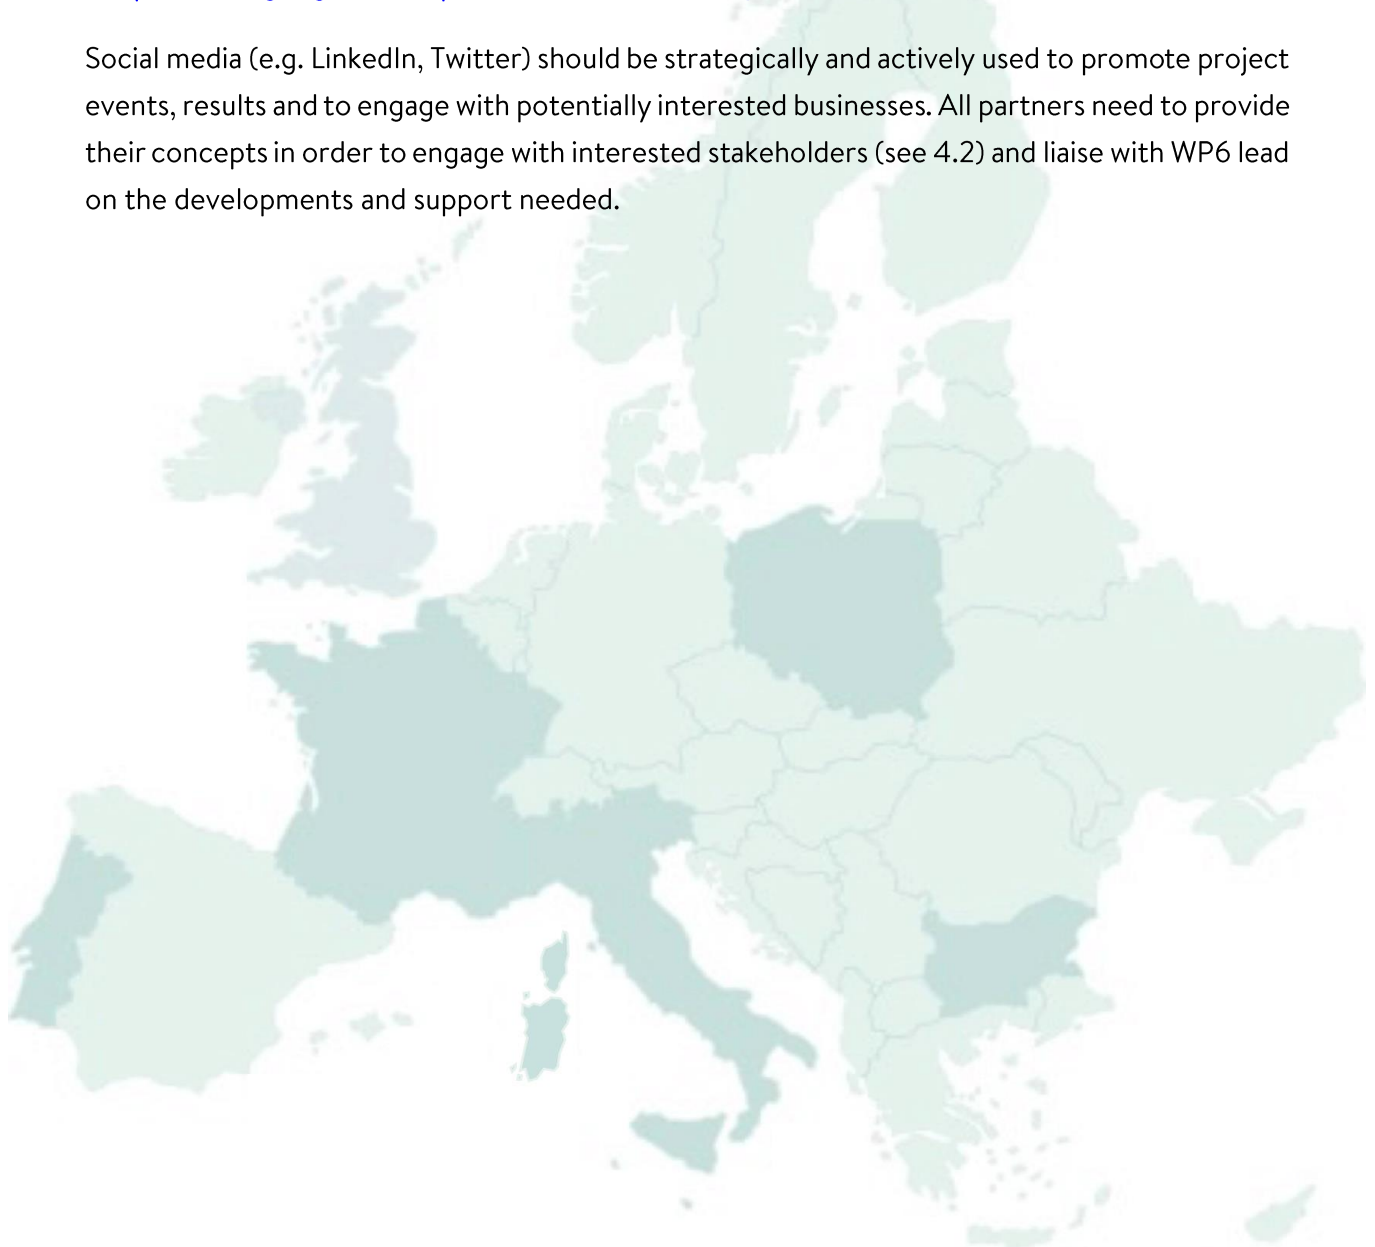 Social media (e.g. LinkedIn, Twitter) should be strategically and actively used to promote project
events, results and to engage with potentially interested businesses. All partners need to provide
their concepts in order to engage with interested stakeholders (see 4.2) and liaise with WP6 lead
on the developments and support needed.